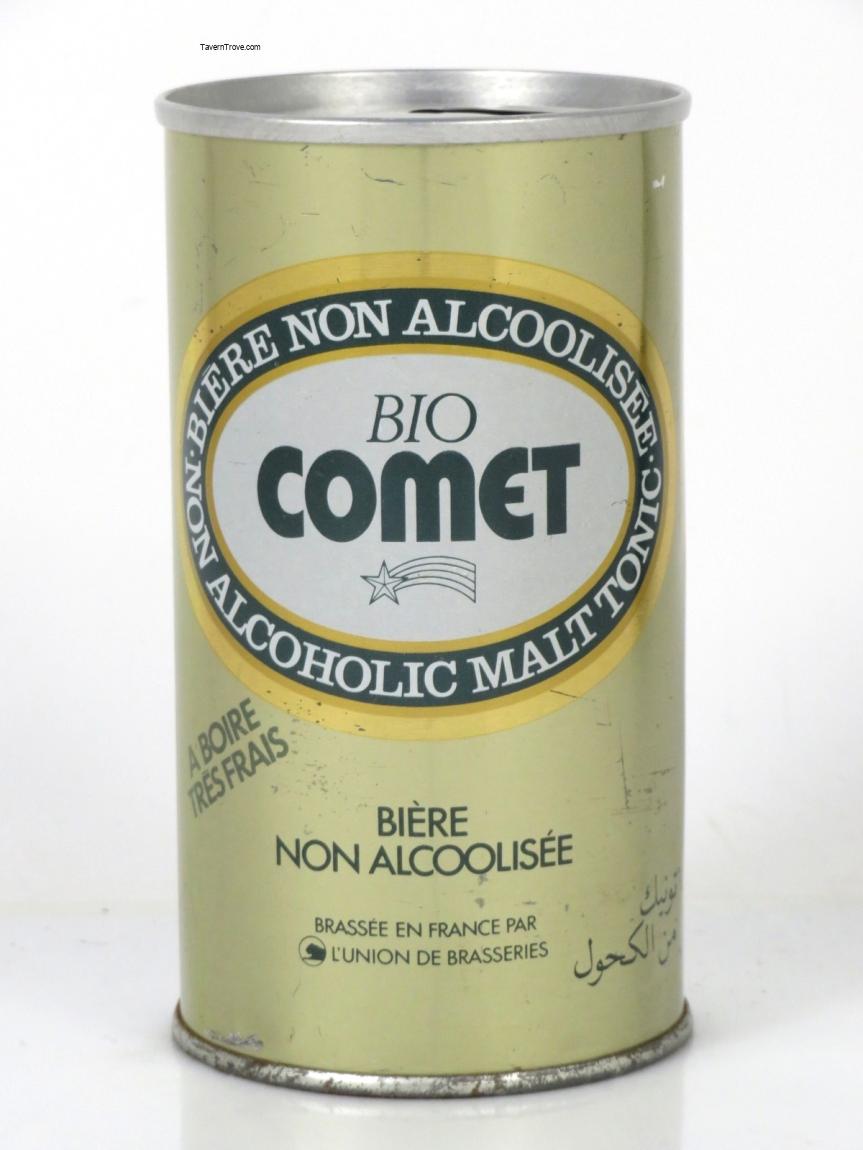 TavernTrove.com
BIÈRE NON ALCOOLISÉE ·
BIO
COMET
NON ALCOHOLIC MALT TONIC ·
A BOIRE
TRÈS FRAIS
BIÈRE
NON ALCOOLISÉE
BRASSÉE EN FRANCE PAR
L'UNION DE BRASSERIES
تونيك
من الكحول